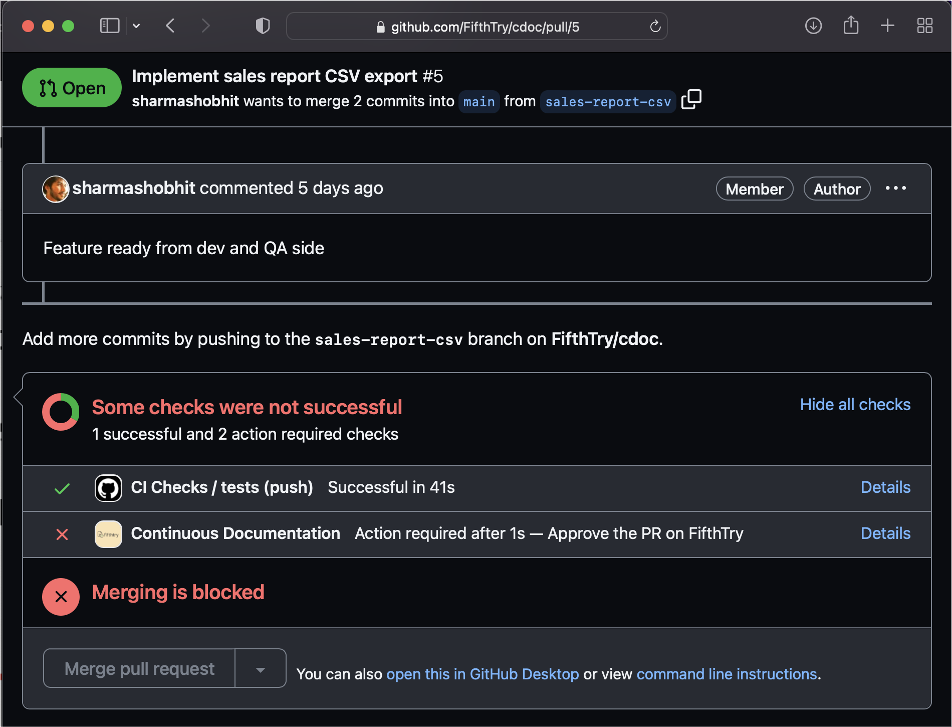 github.com/FifthTry/cdoc/pull/5
Open
Implement sales report CSV export #5
sharmashobhit wants to merge 2 commits into main from sales-report-csv
sharmashobhit commented 5 days ago
Member
Author
Feature ready from dev and QA side
Add more commits by pushing to the sales-report-csv branch on FifthTry/cdoc.
Some checks were not successful
Hide all checks
1 successful and 2 action required checks
CI Checks / tests (push) Successful in 41s Details
Continuous Documentation Action required after 1s — Approve the PR on FifthTry Details
Merging is blocked
Merge pull request
You can also open this in GitHub Desktop or view command line instructions.